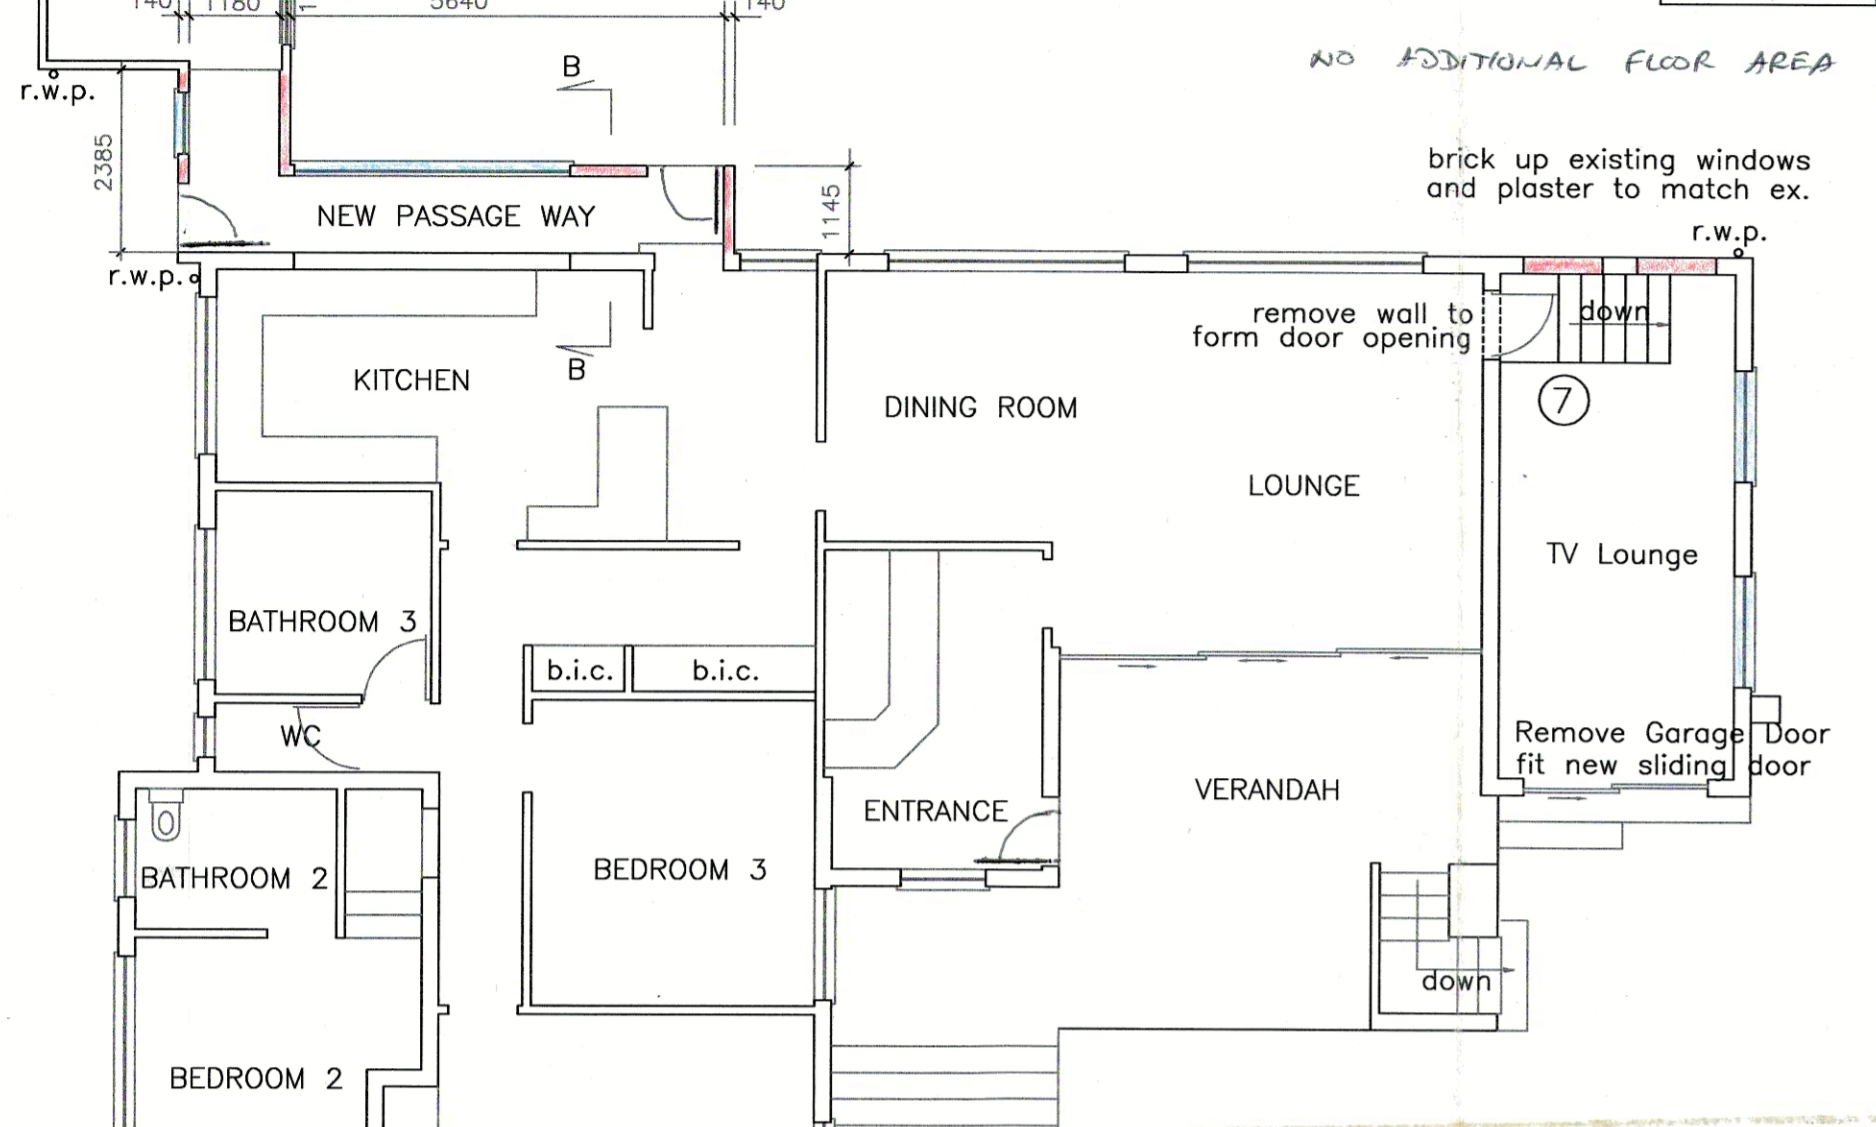 140
1180
5640
140
NO ADDITIONAL FLOOR AREA
B
r.w.p.
2385
brick up existing windows
and plaster to match ex.
1145
NEW PASSAGE WAY
r.w.p.
r.w.p.
remove wall to
form door opening
down
B
KITCHEN
7
DINING ROOM
LOUNGE
TV Lounge
BATHROOM 3
b.i.c.
b.i.c.
WC
Remove Garage Door
fit new sliding door
VERANDAH
ENTRANCE
BEDROOM 3
BATHROOM 2
down
BEDROOM 2